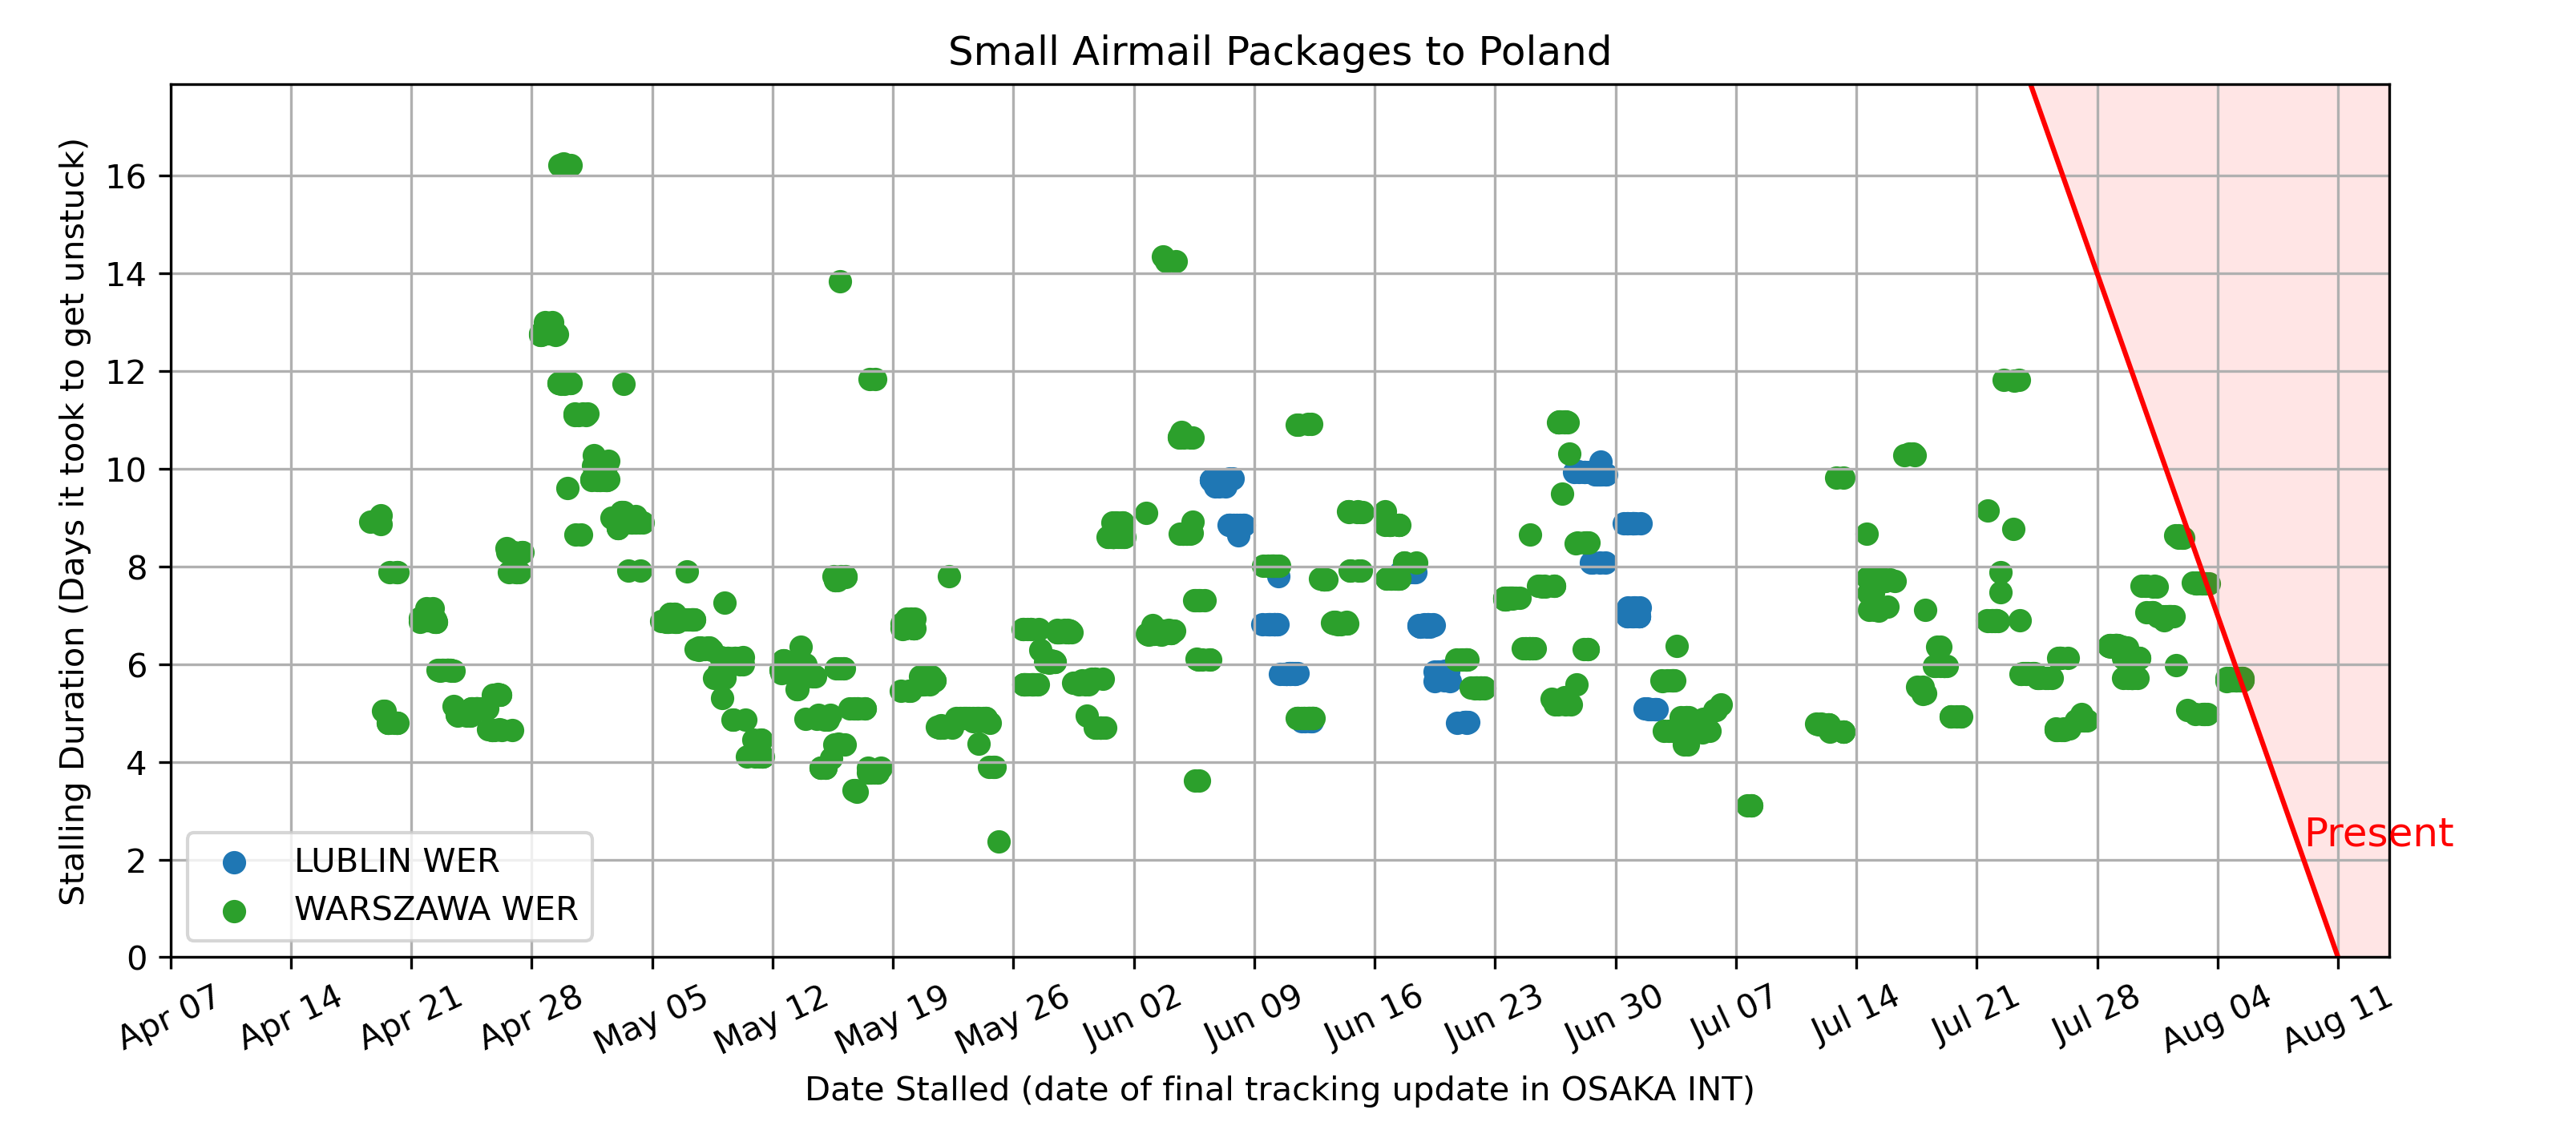 Small Airmail Packages to Poland
Stalling Duration (Days it took to get unstuck)
16
14
12
10
8
6
4
2
0
LUBLIN WER
WARSZAWA WER
Present
Apr 07
Apr 14
Apr 21
Apr 28
May 05
May 12
May 19
May 26
Jun 02
Jun 09
Jun 16
Jun 23
Jun 30
Jul 07
Jul 14
Jul 21
Jul 28
Aug 04
Aug 11
Date Stalled (date of final tracking update in OSAKA INT)